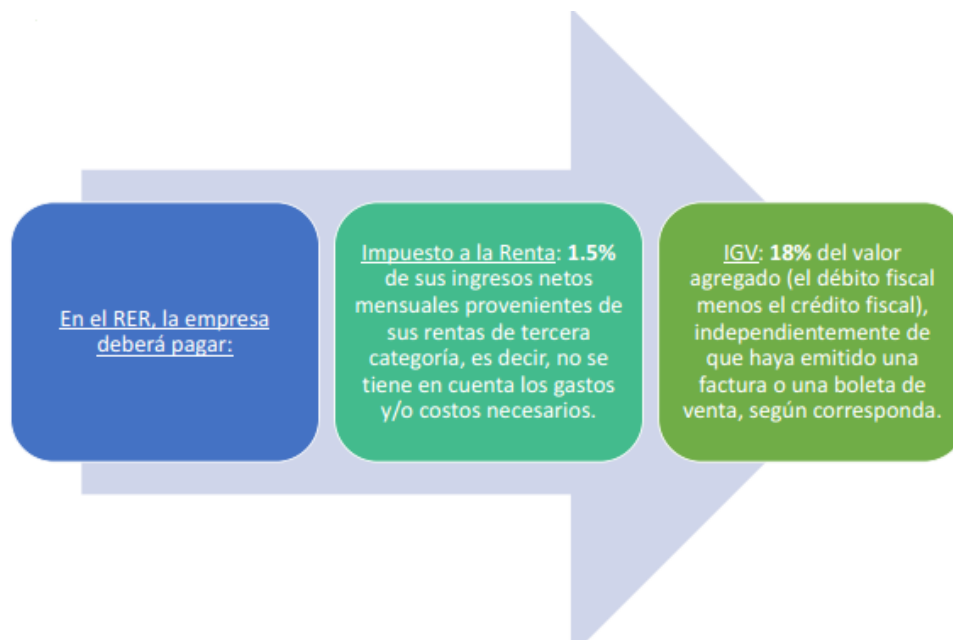 En el RER, la empresa
deberá pagar:
Impuesto a la Renta: 1.5%
de sus ingresos netos
mensuales provenientes de
sus rentas de tercera
categoría, es decir, no se
tiene en cuenta los gastos
y/o costos necesarios.
IGV: 18% del valor
agregado (el débito fiscal
menos el crédito fiscal),
independientemente de
que haya emitido una
factura o una boleta de
venta, según corresponda.